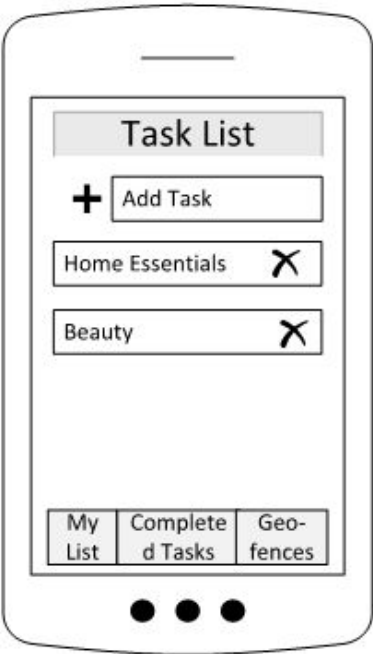 Task List
+ Add Task
Home Essentials
Beauty
My
List
Complete
d Tasks
Geo-
fences